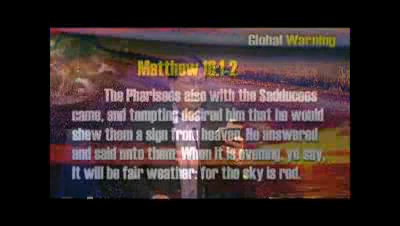 Global Warning
Matthew 16:1-2
The Pharisees also with the Sadducees
came, and tempting desired him that he would
shew them a sign from heaven. He answered
and said unto them, When it is evening, ye say,
It will be fair weather: for the sky is red.